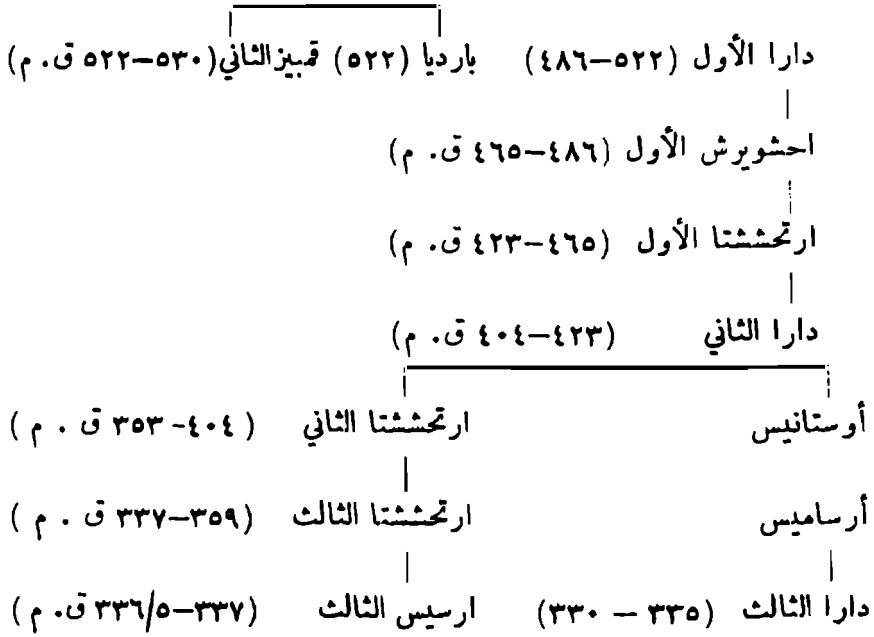 دارا الأول (٥٢٢–٤٨٦) بارديا (٥٢٢) قمبيز الثاني (٥٣٠–٥٢٢ ق. م)
احشويرش الأول (٤٨٦–٤٦٥ ق. م)
ارتحششتا الأول (٤٦٥–٤٢٣ ق. م)
دارا الثاني (٤٢٣–٤٠٤ ق. م)
أوستانيس ارتحششتا الثاني (٤٠٤-٣٥٣ ق . م )
أرساميس ارتحششتا الثالث (٣٥٩–٣٣٧ ق . م )
دارا الثالث (٣٣٥ – ٣٣٠) ارسيس الثالث (٣٣٧–٣٣٦/٥ ق. م )